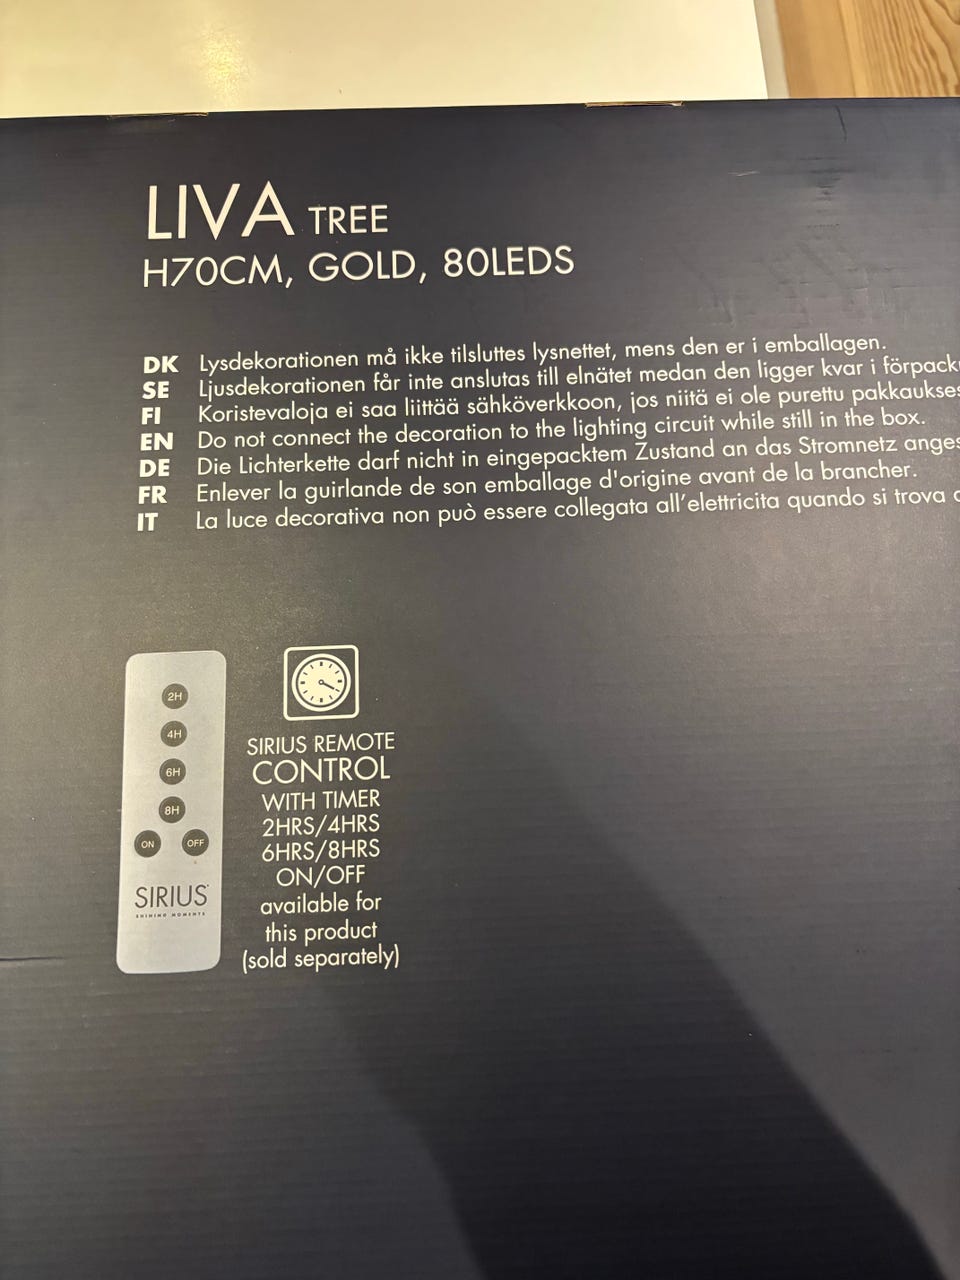 LIVA TREE
H70CM, GOLD, 80LEDS
DK Lysdekorationen må ikke tilsluttes lysnettet, mens den er i emballagen.
SE Ljusdekorationen får inte anslutas till elnätet medan den ligger kvar i förpack
FI Koristevaloja ei saa liittää sähköverkkoon, jos niitä ei ole purettu pakkaukses
EN Do not connect the decoration to the lighting circuit while still in the box.
DE Die Lichterkette darf nicht in eingepacktem Zustand an das Stromnetz anges
FR Enlever la guirlande de son emballage d'origine avant de la brancher.
IT La luce decorativa non può essere collegata all'elettricita quando si trova
2H
4H
6H
8H
ON OFF
SIRIUS
SHINING MOMENTS
SIRIUS REMOTE
CONTROL
WITH TIMER
2HRS/4HRS
6HRS/8HRS
ON/OFF
available for
this product
(sold separately)